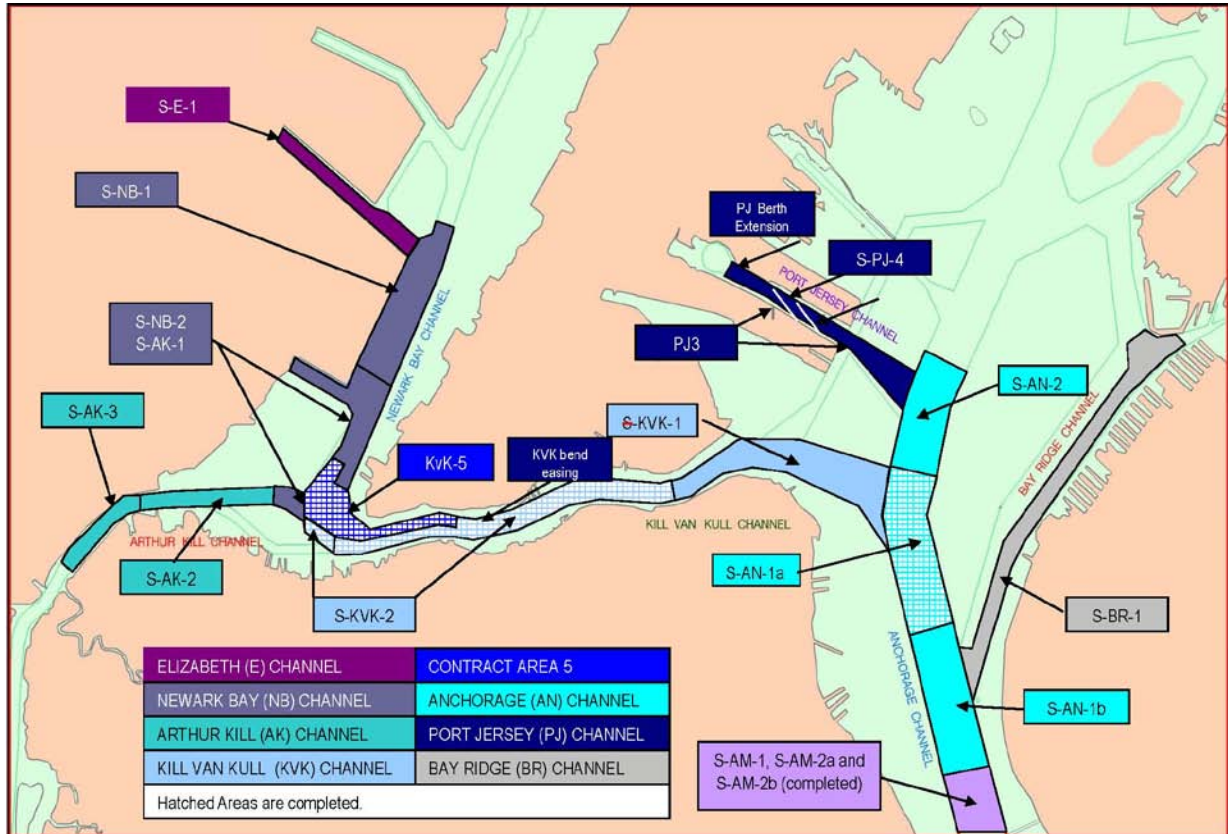 S-E-1
S-NB-1
S-NB-2
S-AK-1
S-AK-3
S-AK-2
ARTHUR KILL CHANNEL
NEWARK BAY CHANNEL
KvK-5
KVK bend
easing
S-KVK-2
S-KVK-1
KILL VAN KULL CHANNEL
PJ Berth
Extension
S-PJ-4
PORT JERSEY CHANNEL
PJ3
S-AN-2
S-AN-1a
BAY RIDGE CHANNEL
S-BR-1
ANCHORAGE CHANNEL
S-AN-1b
S-AM-1, S-AM-2a and
S-AM-2b (completed)
ELIZABETH (E) CHANNEL
CONTRACT AREA 5
NEWARK BAY (NB) CHANNEL
ANCHORAGE (AN) CHANNEL
ARTHUR KILL (AK) CHANNEL
PORT JERSEY (PJ) CHANNEL
KILL VAN KULL (KVK) CHANNEL
BAY RIDGE (BR) CHANNEL
Hatched Areas are completed.